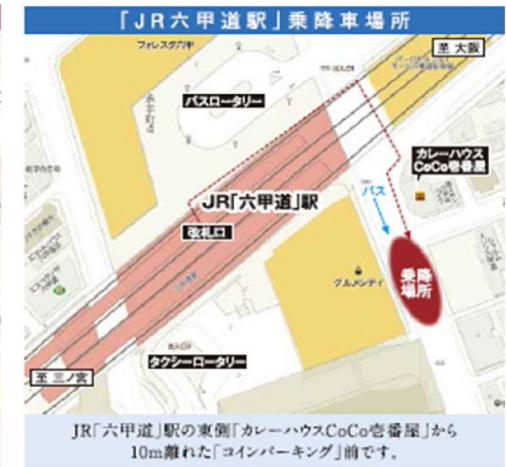 「JR六甲道駅」乗降車場所
フォレスタ六甲
至 大阪
バスロータリー
カレーハウス
CoCo壱番屋
JR「六甲道」駅
バス
改札口
乗降
場所
グルメシティ
タクシーロータリー
至 三ノ宮
JR「六甲道」駅の東側「カレーハウスCoCo壱番屋」から
10m離れた「コインパーキング」前です。